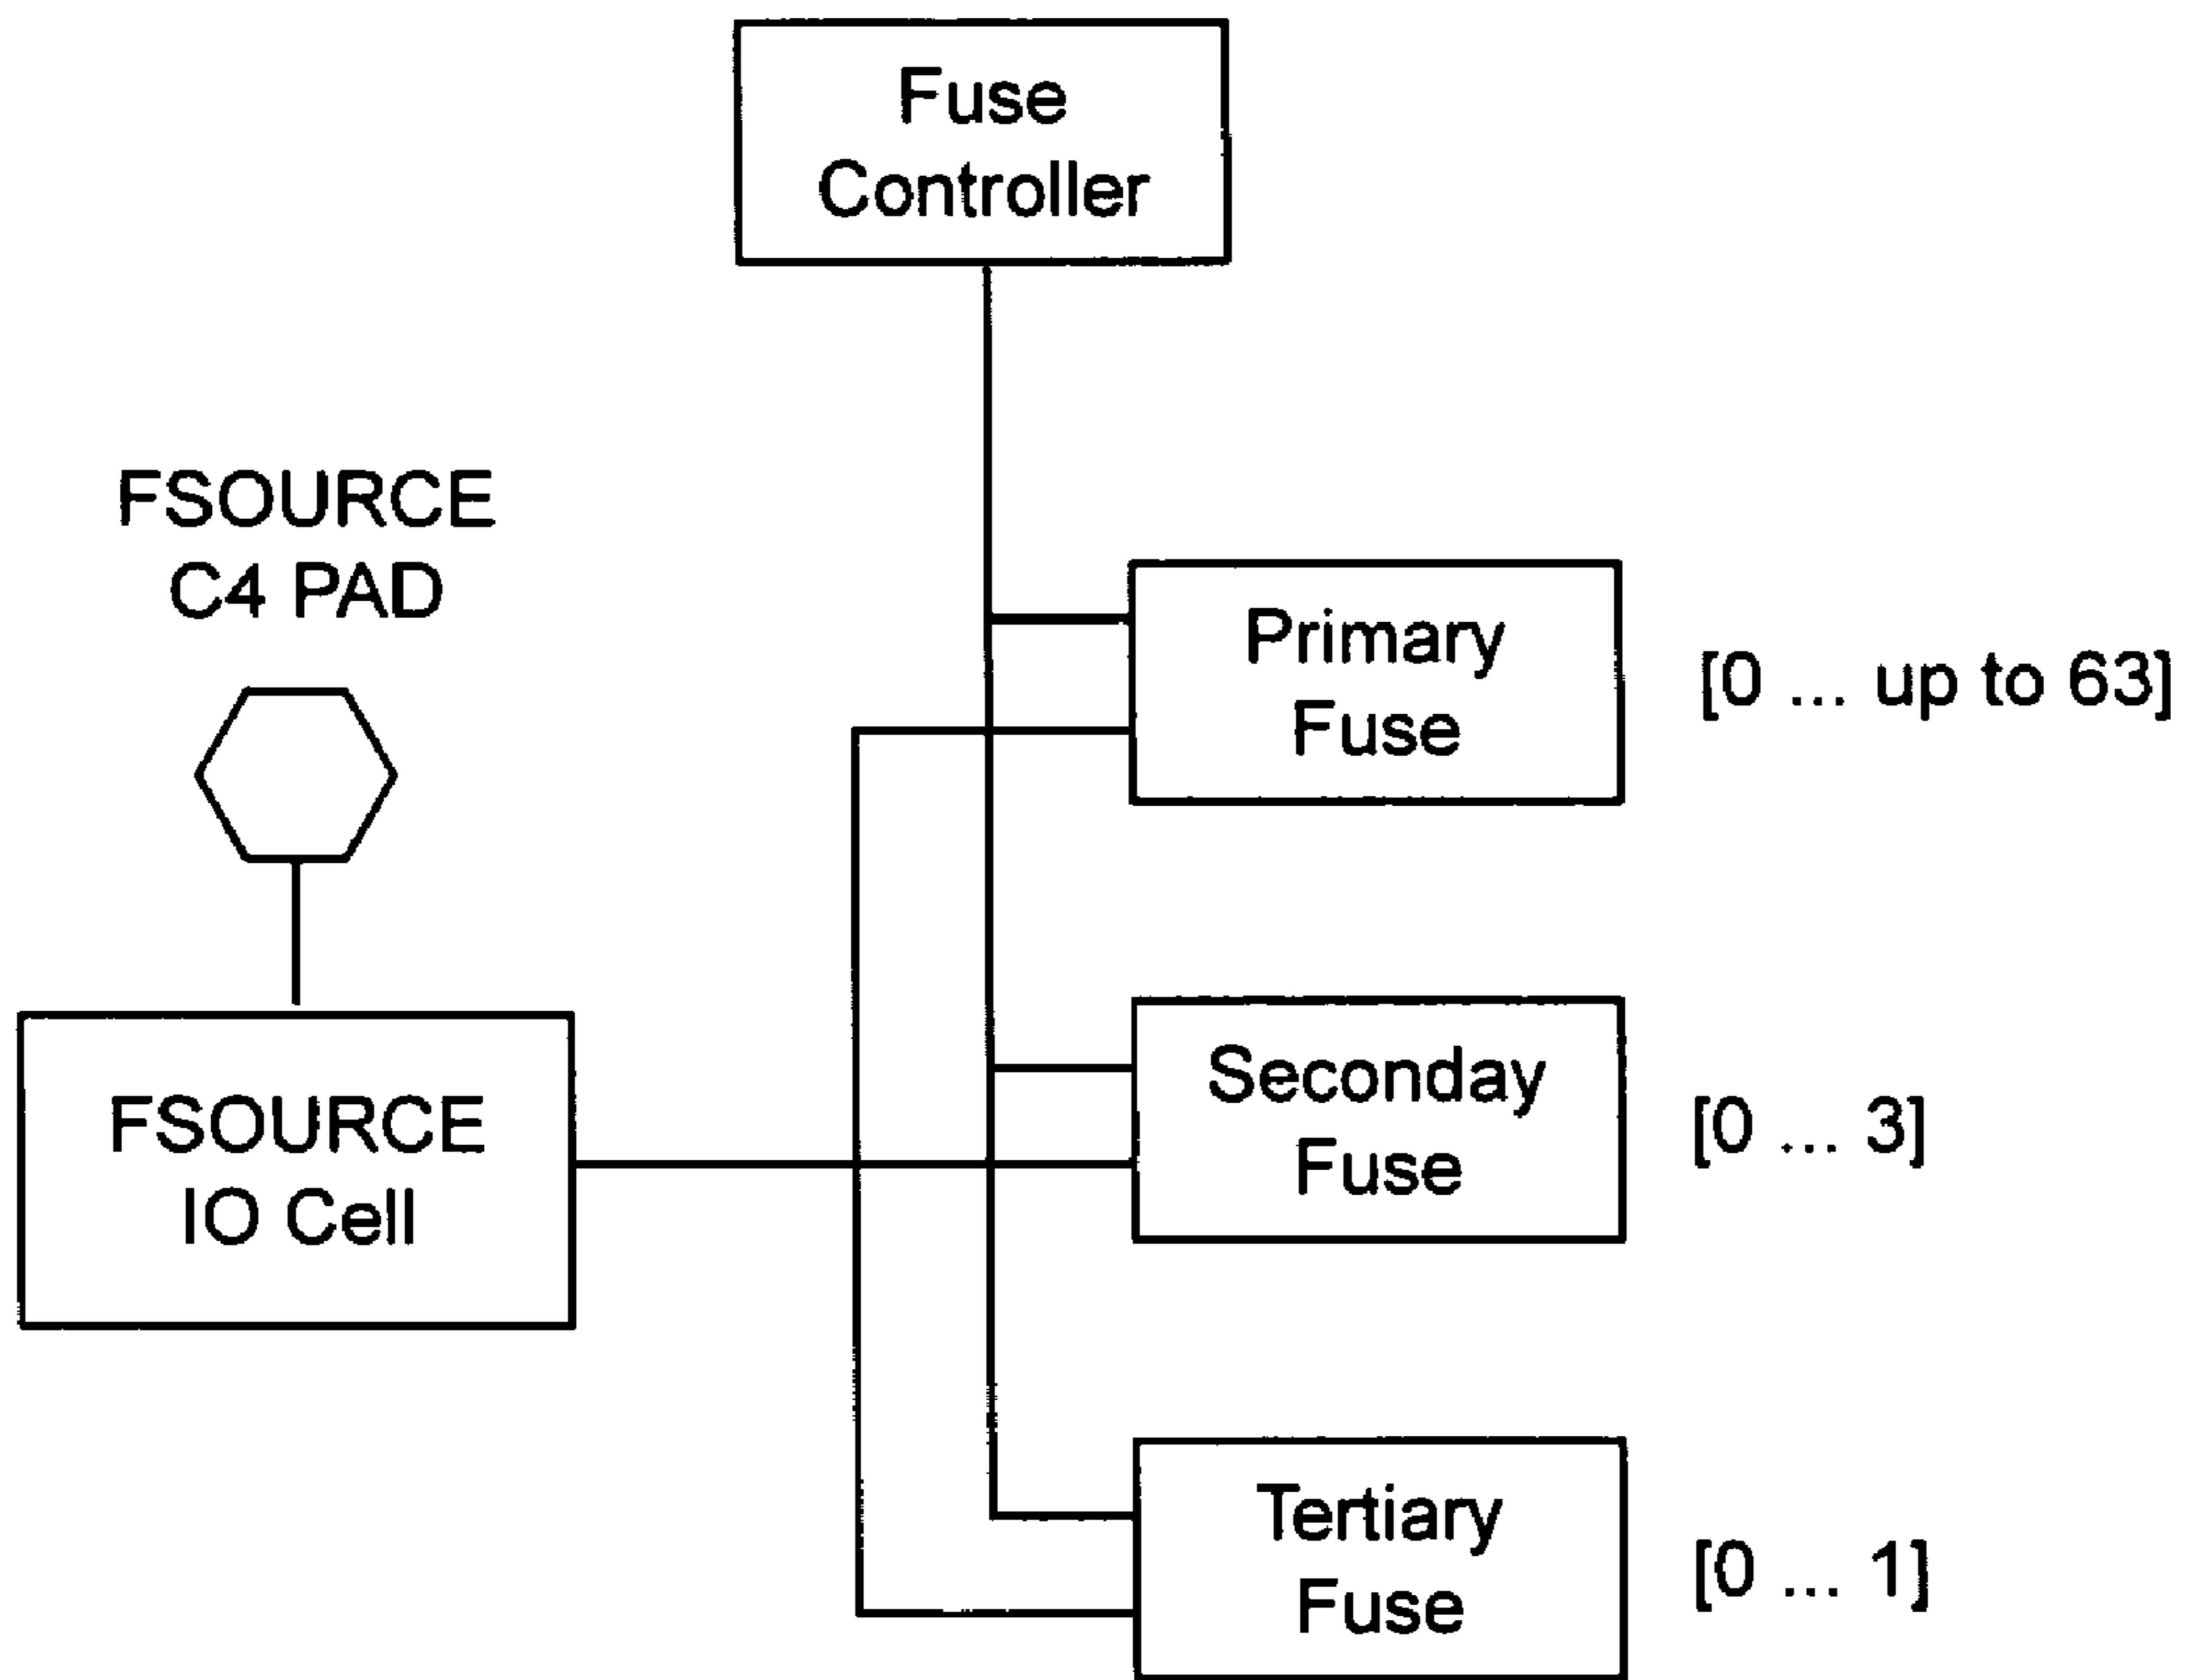 Fuse
Controller
FSOURCE
C4 PAD
Primary
Fuse
[0 ... up to 63]
FSOURCE
IO Cell
Seconday
Fuse
[0 ... 3]
Tertiary
Fuse
[0 ... 1]